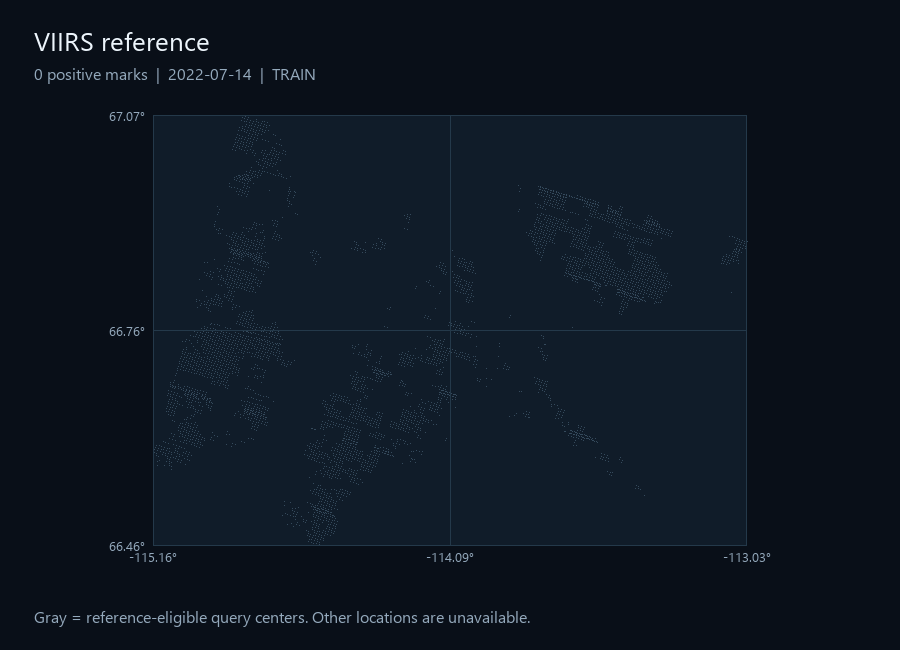 VIIRS reference
0 positive marks | 2022-07-14 | TRAIN
67.07°
66.76°
66.46°
-115.16°
-114.09°
-113.03°
Gray = reference-eligible query centers. Other locations are unavailable.